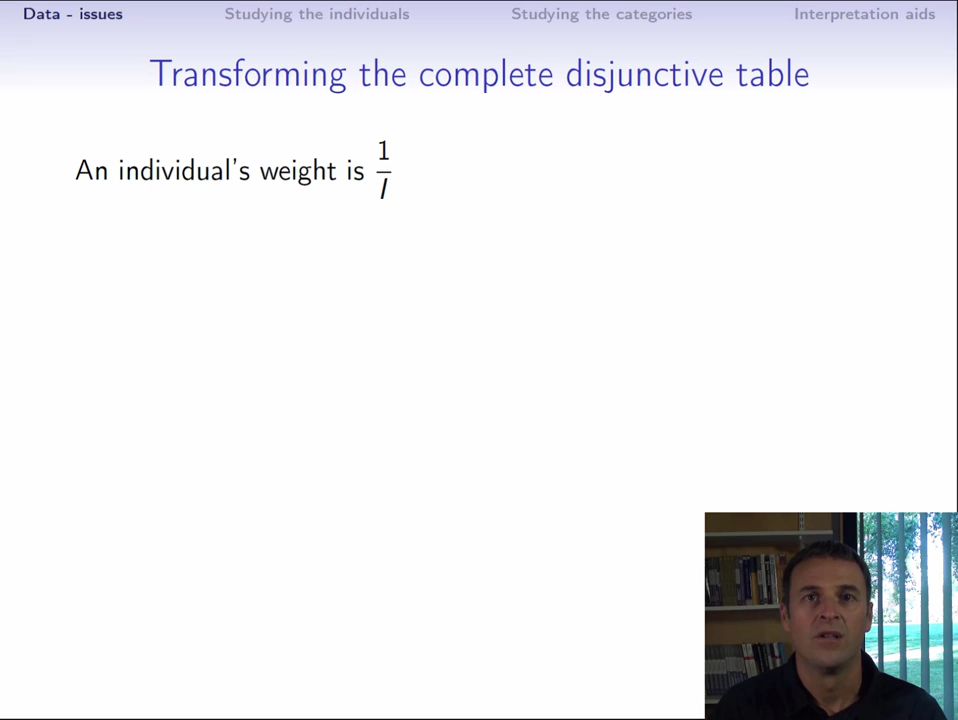 Data - issues Studying the individuals Studying the categories Interpretation aids
Transforming the complete disjunctive table
An individual's weight is 1/I